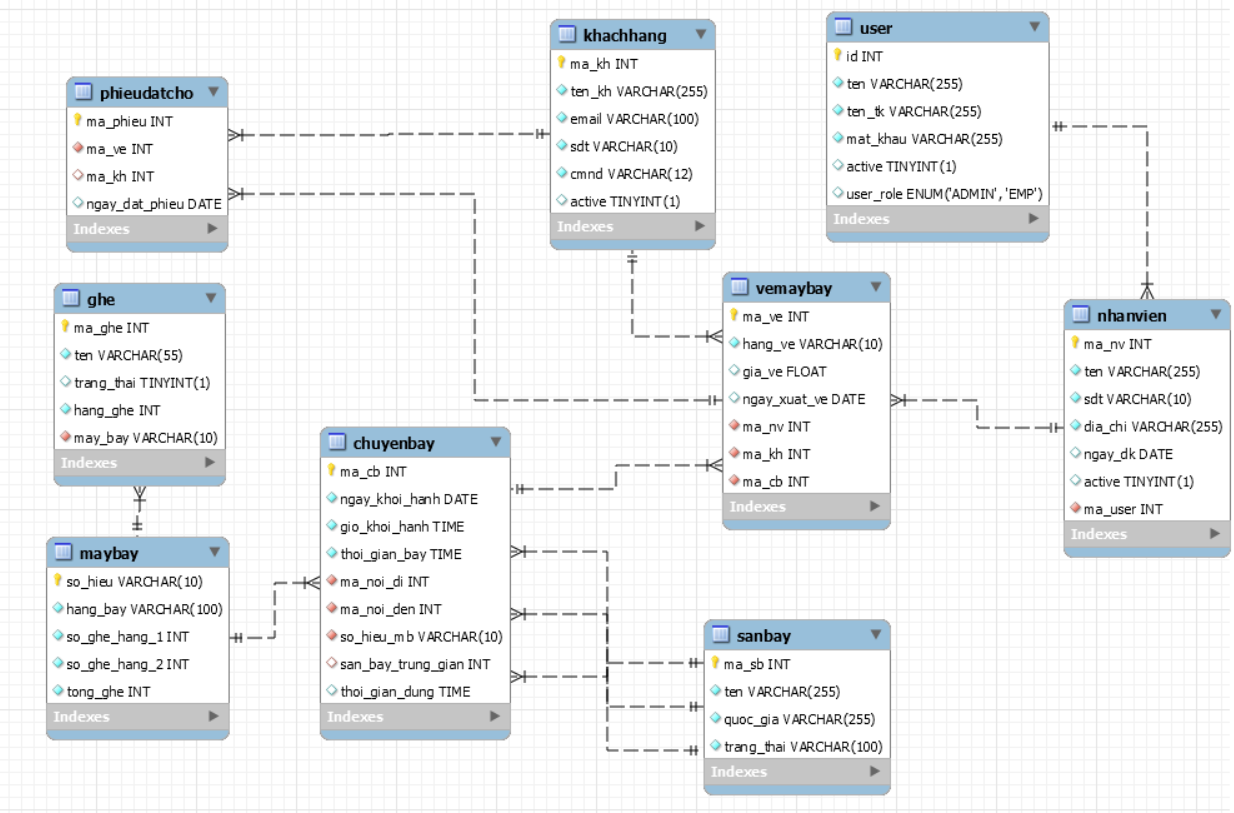 phieudatcho
ma_phieu INT
ma_ve INT
ma_kh INT
ngay_dat_phieu DATE
Indexes
khachhang
ma_kh INT
ten_kh VARCHAR(255)
email VARCHAR(100)
sdt VARCHAR(10)
cmnd VARCHAR(12)
active TINYINT(1)
Indexes
user
id INT
ten VARCHAR(255)
ten_tk VARCHAR(255)
mat_khau VARCHAR(255)
active TINYINT(1)
user_role ENUM('ADMIN','EMP')
Indexes
ghe
ma_ghe INT
ten VARCHAR(55)
trang_thai TINYINT(1)
hang_ghe INT
may_bay VARCHAR(10)
Indexes
vemaybay
ma_ve INT
hang_ve VARCHAR(10)
gia_ve FLOAT
ngay_xuat_ve DATE
ma_nv INT
ma_kh INT
ma_cb INT
Indexes
nhanvien
ma_nv INT
ten VARCHAR(255)
sdt VARCHAR(10)
dia_chi VARCHAR(255)
ngay_dk DATE
active TINYINT(1)
ma_user INT
Indexes
chuyenbay
ma_cb INT
ngay_khoi_hanh DATE
gio_khoi_hanh TIME
thoi_gian_bay TIME
ma_noi_di INT
ma_noi_den INT
so_hieu_mb VARCHAR(10)
san_bay_trung_gian INT
thoi_gian_dung TIME
Indexes
maybay
so_hieu VARCHAR(10)
hang_bay VARCHAR(100)
so_ghe_hang_1 INT
so_ghe_hang_2 INT
tong_ghe INT
Indexes
sanbay
ma_sb INT
ten VARCHAR(255)
quoc_gia VARCHAR(255)
trang_thai VARCHAR(100)
Indexes